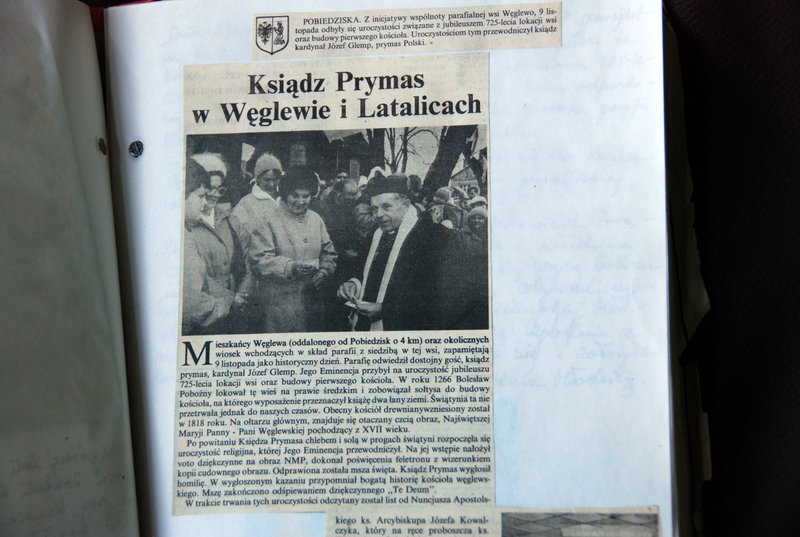 POBIEDZISKA. Z inicjatywy wspólnoty parafialnej wsi Węglewo, 9 lis-
topada odbyły się uroczystości związane z jubileuszem 725-lecia lokacji wsi
oraz budowy pierwszego kościoła. Uroczystościom tym przewodniczył ksiądz
kardynał Józef Glemp, prymas Polski. -
Ksiądz Prymas
w Węglewie i Latalicach
Mieszkańcy Węglewa (oddalonego od Pobiedzisk o 4 km) oraz okolicznych
wiosek wchodzących w skład parafii z siedzibą w tej wsi, zapamiętają
9 listopada jako historyczny dzień. Parafię odwiedził dostojny gość, ksiądz
prymas, kardynał Józef Glemp. Jego Eminencja przybył na uroczystość jubileuszu
725-lecia lokacji wsi oraz budowy pierwszego kościoła. W roku 1266 Bolesław
Pobożny lokował tę wieś na prawie średzkim i zobowiązał sołtysa do budowy
kościoła, na którego wyposażenie przeznaczył książę dwa łany ziemi. Świątynia ta nie
przetrwała jednak do naszych czasów. Obecny kościół drewnianywzniesiony został
w 1818 roku. Na ołtarzu głównym, znajduje się otaczany czcią obraz, Najświętszej
Maryji Panny - Pani Węglewskiej pochodzący z XVII wieku.
Po powitaniu Księdza Prymasa chlebem i solą w progach świątyni rozpoczęła się
uroczystość religijna, której Jego Eminencja przewodniczył. Na jej wstępie nałożył
voto dziękczynne na obraz NMP, dokonał poświęcenia feletronu z wizerunkiem
kopii cudownego obrazu. Odprawiona została msza święta. Ksiądz Prymas wygłosił
homilię. W wygłoszonym kazaniu przypomniał bogatą historię kościoła węglews-
kiego. Mszę zakończono odśpiewaniem dziękczynnego „Te Deum".
W trakcie trwania tych uroczystości odczytany został list od Nuncjusza Apostols-
kiego ks. Arcybiskupa Józefa Kowal-
czyka, który na ręce proboszcza ks.